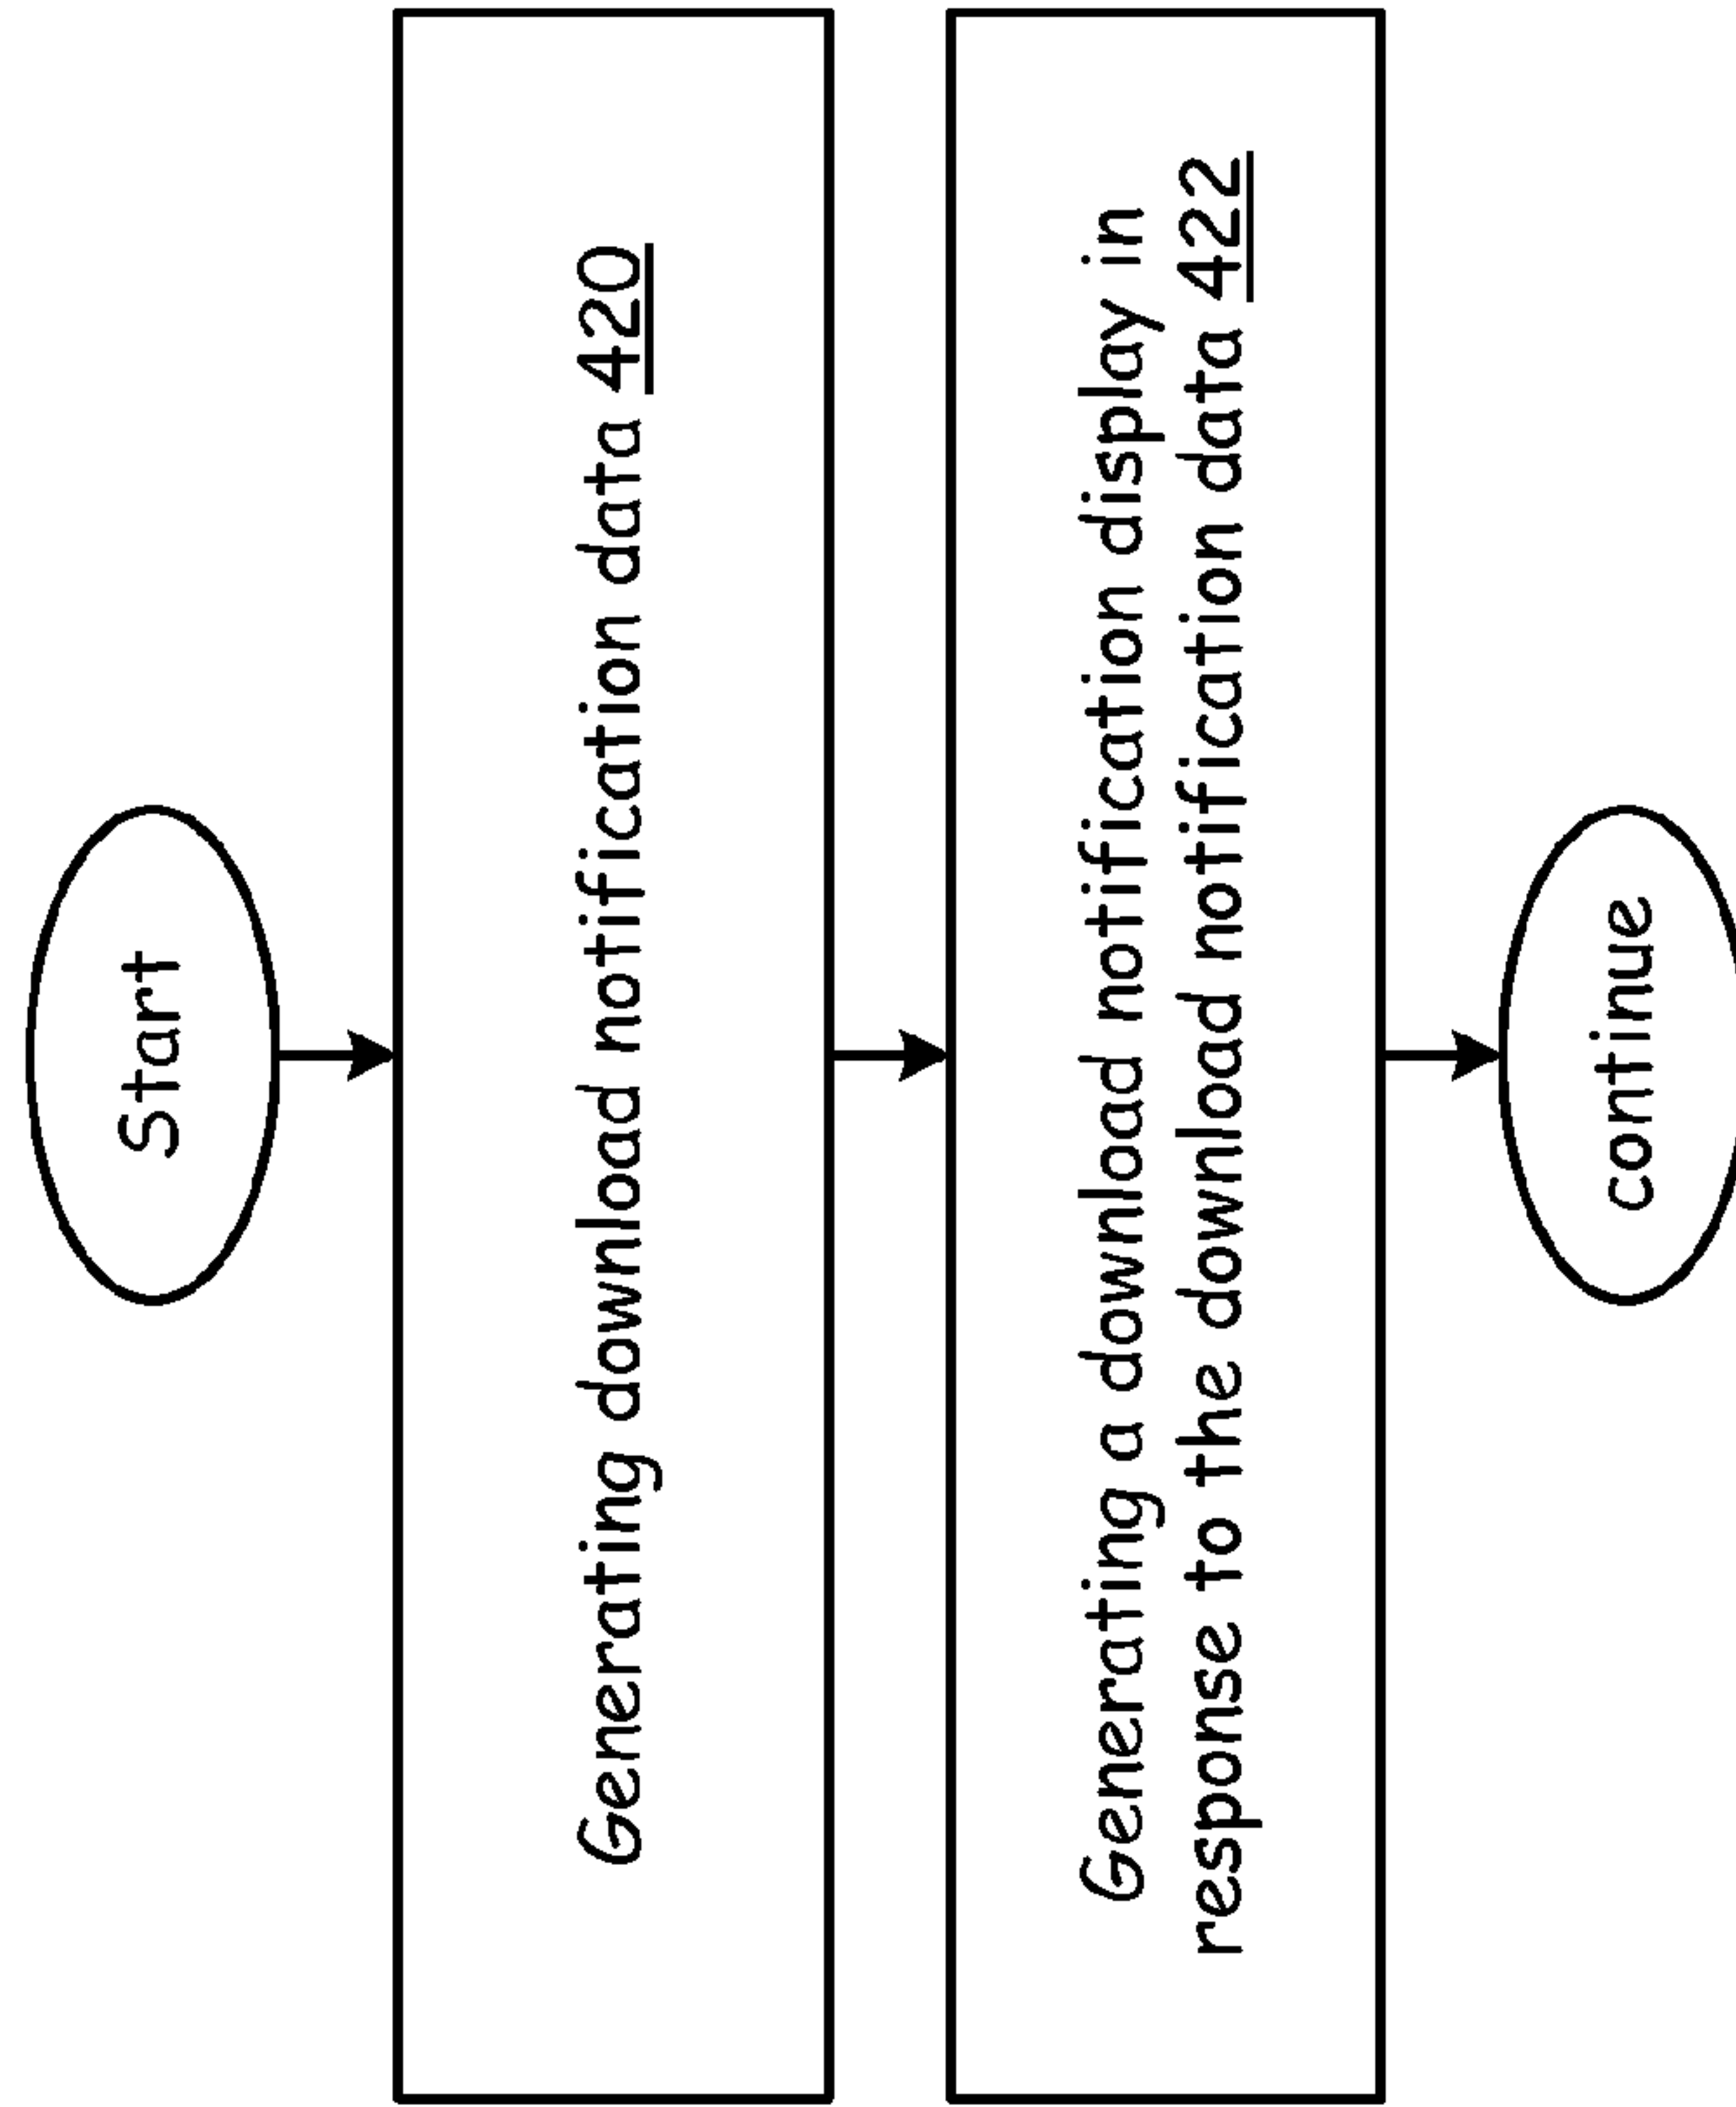 Start
Generating download notification data 420
Generating a download notification display in
response to the download notification data 422
continue